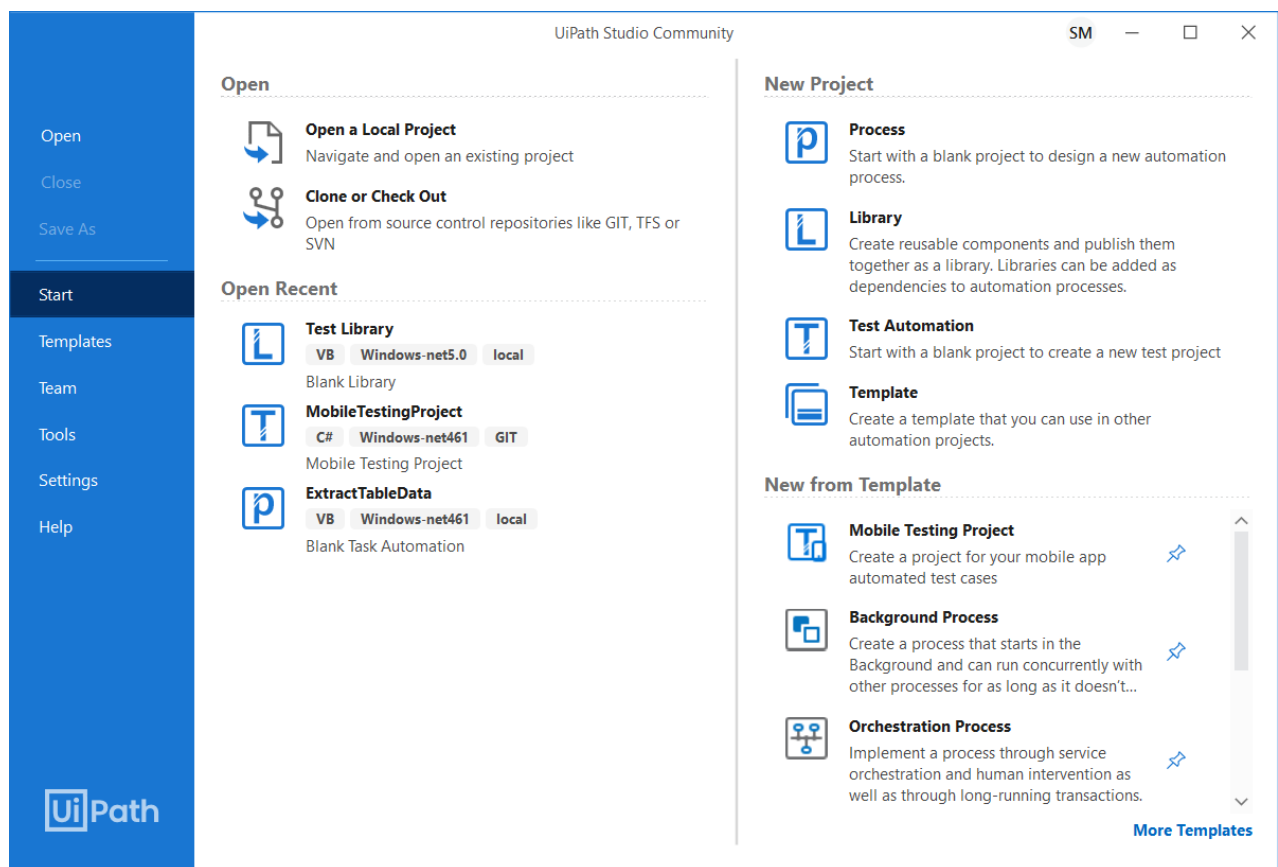 UiPath Studio Community
SM
Open
Close
Save As
Start
Templates
Team
Tools
Settings
Help
UiPath
Open
Open a Local Project
Navigate and open an existing project
Clone or Check Out
Open from source control repositories like GIT, TFS or
SVN
Open Recent
Test Library
VB Windows-net5.0 local
Blank Library
MobileTestingProject
C# Windows-net461 GIT
Mobile Testing Project
ExtractTableData
VB Windows-net461 local
Blank Task Automation
New Project
Process
Start with a blank project to design a new automation
process.
Library
Create reusable components and publish them
together as a library. Libraries can be added as
dependencies to automation processes.
Test Automation
Start with a blank project to create a new test project
Template
Create a template that you can use in other
automation projects.
New from Template
Mobile Testing Project
Create a project for your mobile app
automated test cases
Background Process
Create a process that starts in the
Background and can run concurrently with
other processes for as long as it doesn't...
Orchestration Process
Implement a process through service
orchestration and human intervention as
well as through long-running transactions.
More Templates